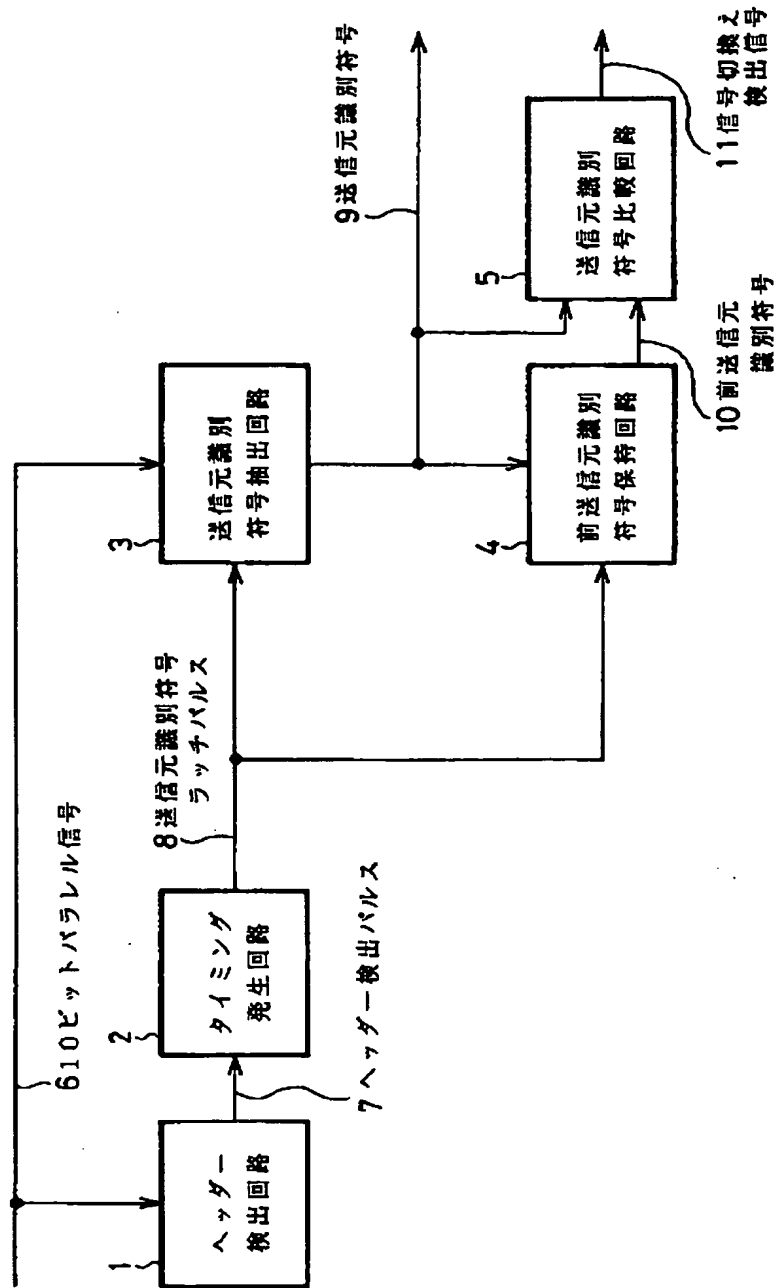 6 10ビットパラレル信号
1
ヘッダー
検出回路
7 ヘッダー検出パルス
2
タイミング
発生回路
8 送信元識別符号
ラッチパルス
3
送信元識別
符号抽出回路
9 送信元識別符号
4
前送信元識別
符号保持回路
10 前送信元
識別符号
5
送信元識別
符号比較回路
11 信号切換え
検出信号